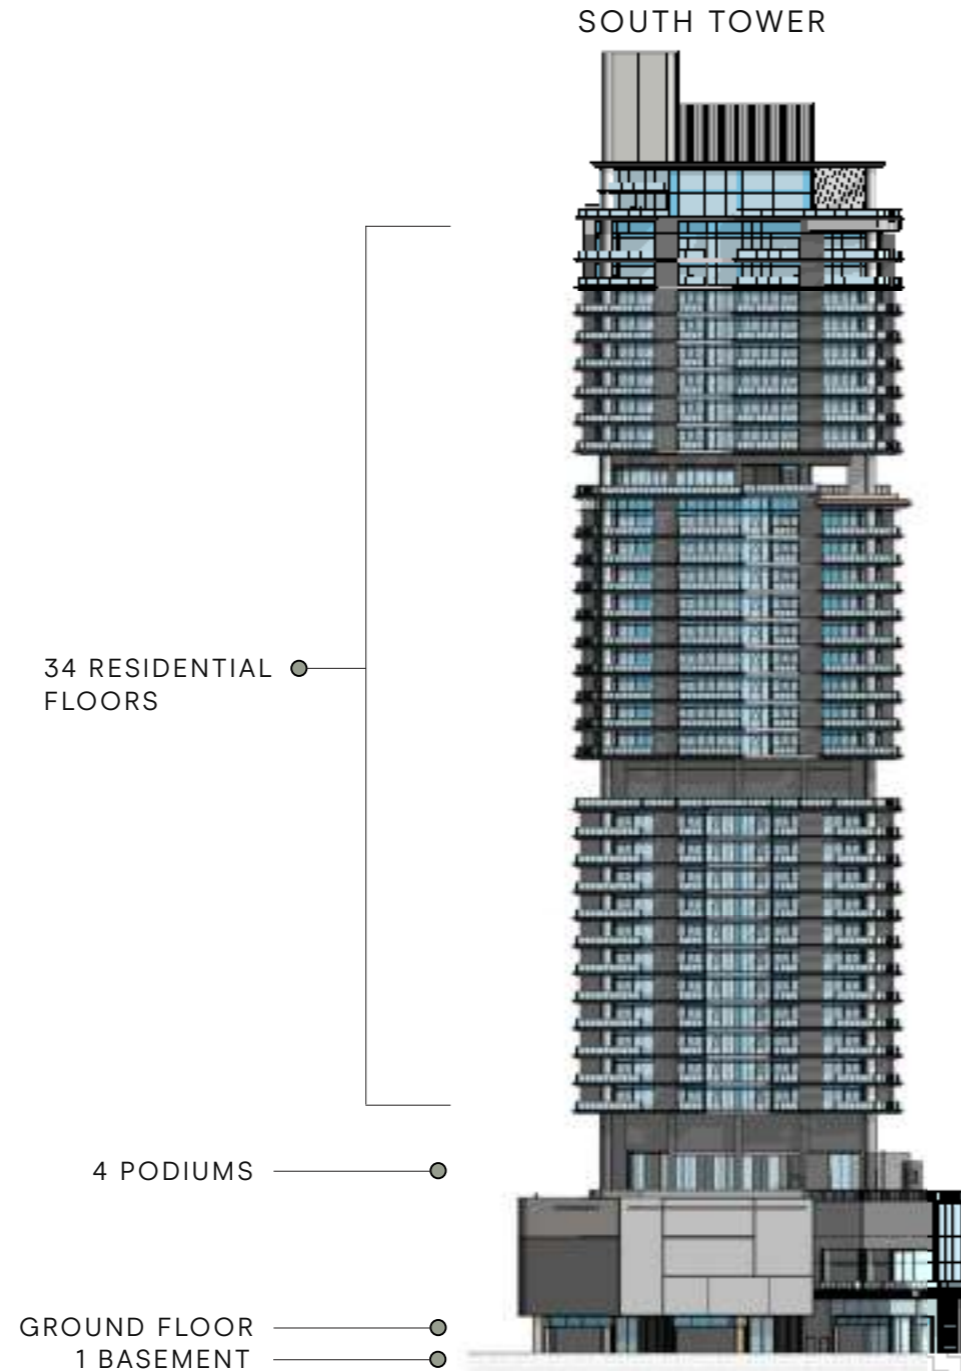 SOUTH TOWER
34 RESIDENTIAL
FLOORS
4 PODIUMS
GROUND FLOOR
1 BASEMENT